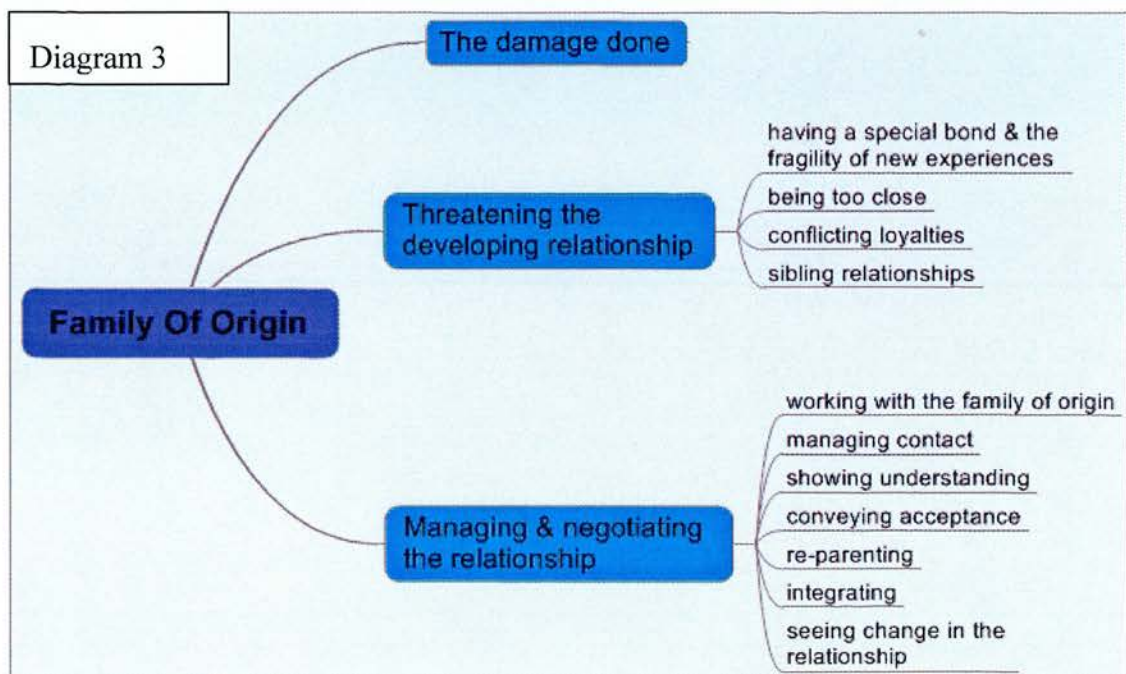 Diagram 3
The damage done
having a special bond & the
fragility of new experiences
Threatening the
developing relationship
being too close
conflicting loyalties
sibling relationships
Family Of Origin
working with the family of origin
managing contact
showing understanding
conveying acceptance
Managing & negotiating
the relationship
re-parenting
integrating
seeing change in the
relationship